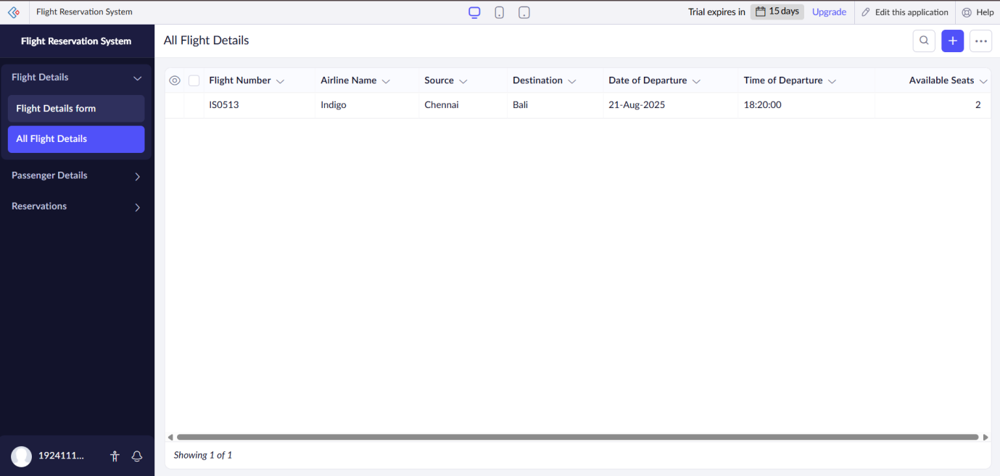 Flight Reservation System
Trial expires in 15 days Upgrade Edit this application Help
Flight Reservation System
All Flight Details
Flight Details
Flight Details form
All Flight Details
Passenger Details
Reservations
Flight Number Airline Name Source Destination Date of Departure Time of Departure Available Seats
IS0513 Indigo Chennai Bali 21-Aug-2025 18:20:00 2
Showing 1 of 1
1924111...